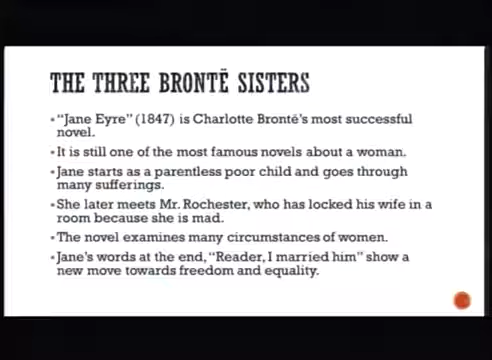 THE THREE BRONTË SISTERS
▪ "Jane Eyre" (1847) is Charlotte Brontë's most successful
novel.
▪ It is still one of the most famous novels about a woman.
▪ Jane starts as a parentless poor child and goes through
many sufferings.
▪ She later meets Mr. Rochester, who has locked his wife in a
room because she is mad.
▪ The novel examines many circumstances of women.
▪ Jane's words at the end, "Reader, I married him" show a
new move towards freedom and equality.